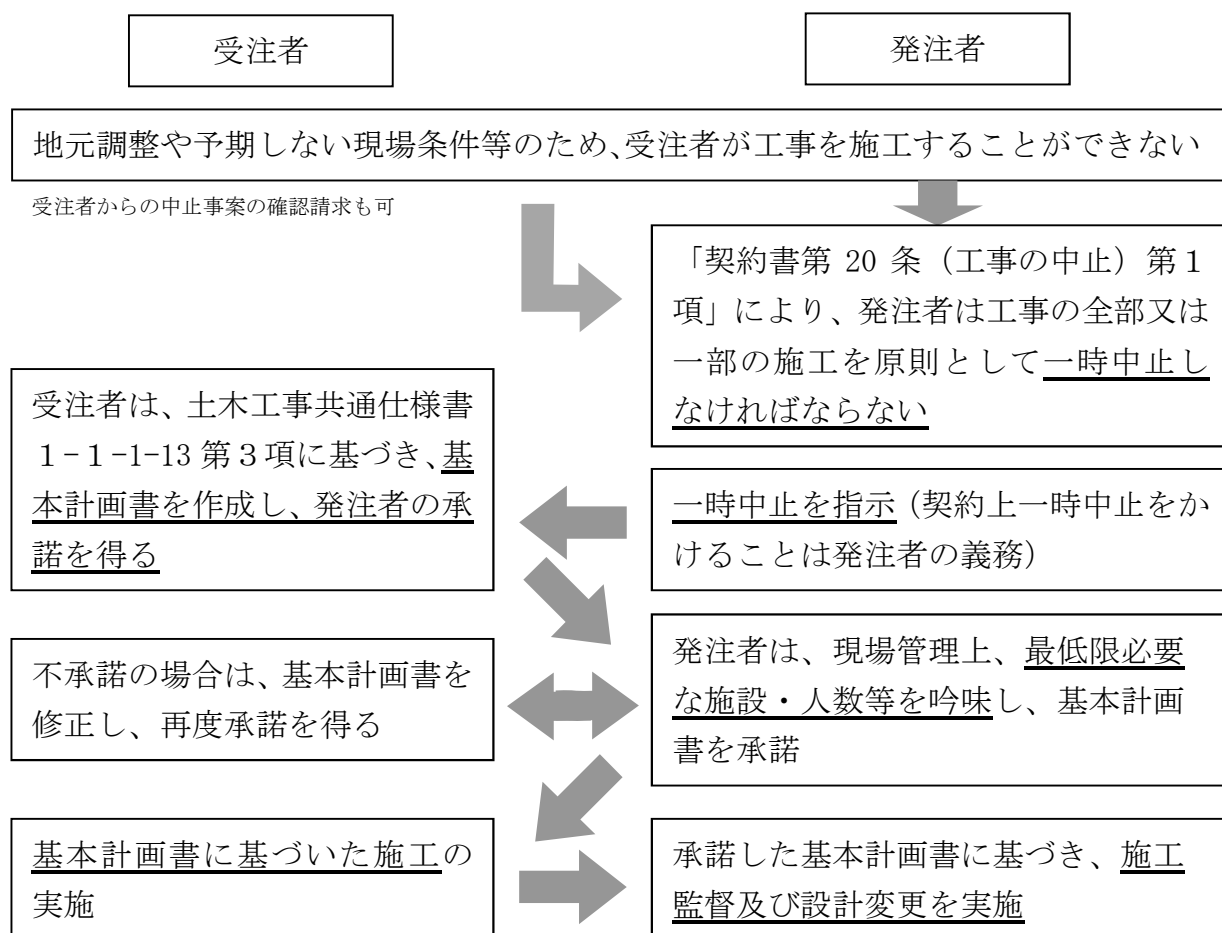 受注者
発注者
地元調整や予期しない現場条件等のため、受注者が工事を施工することができない
受注者からの中止事案の確認請求も可
「契約書第 20 条（工事の中止）第１
項」により、発注者は工事の全部又は
一部の施工を原則として一時中止し
なければならない
受注者は、土木工事共通仕様書
１-１-1-13 第３項に基づき、基
本計画書を作成し、発注者の承
諾を得る
一時中止を指示（契約上一時中止をか
けることは発注者の義務）
不承諾の場合は、基本計画書を
修正し、再度承諾を得る
発注者は、現場管理上、最低限必要
な施設・人数等を吟味し、基本計画
書を承諾
基本計画書に基づいた施工の
実施
承諾した基本計画書に基づき、施工
監督及び設計変更を実施